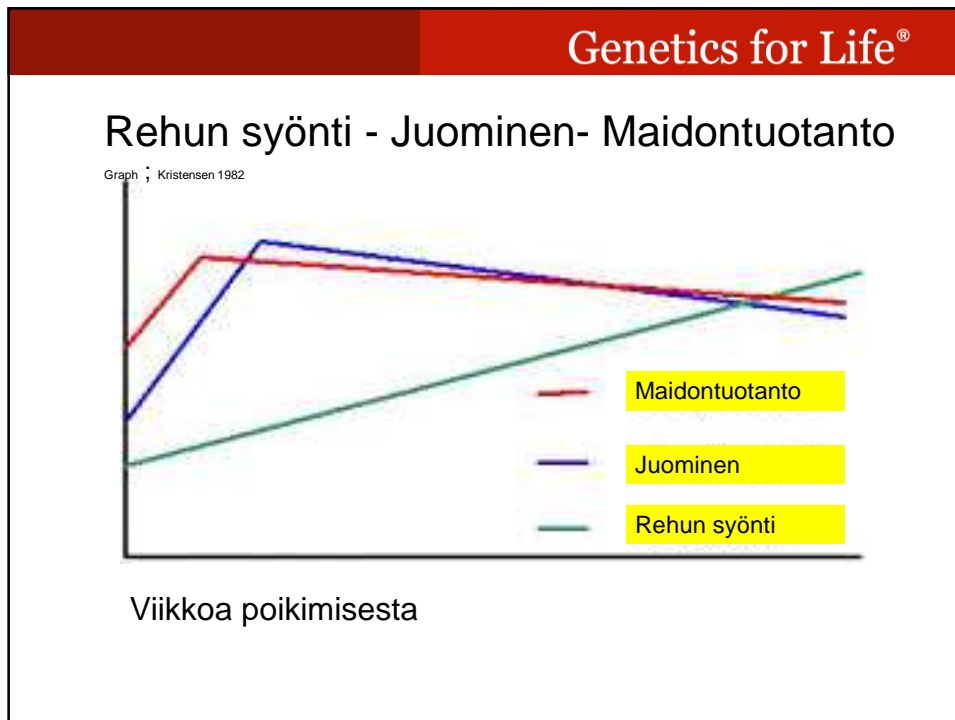 Genetics for Life®
Rehun syönti - Juominen- Maidontuotanto
Graph ; Kristensen 1982
Maidontuotanto
Juominen
Rehun syönti
Viikkoa poikimisesta